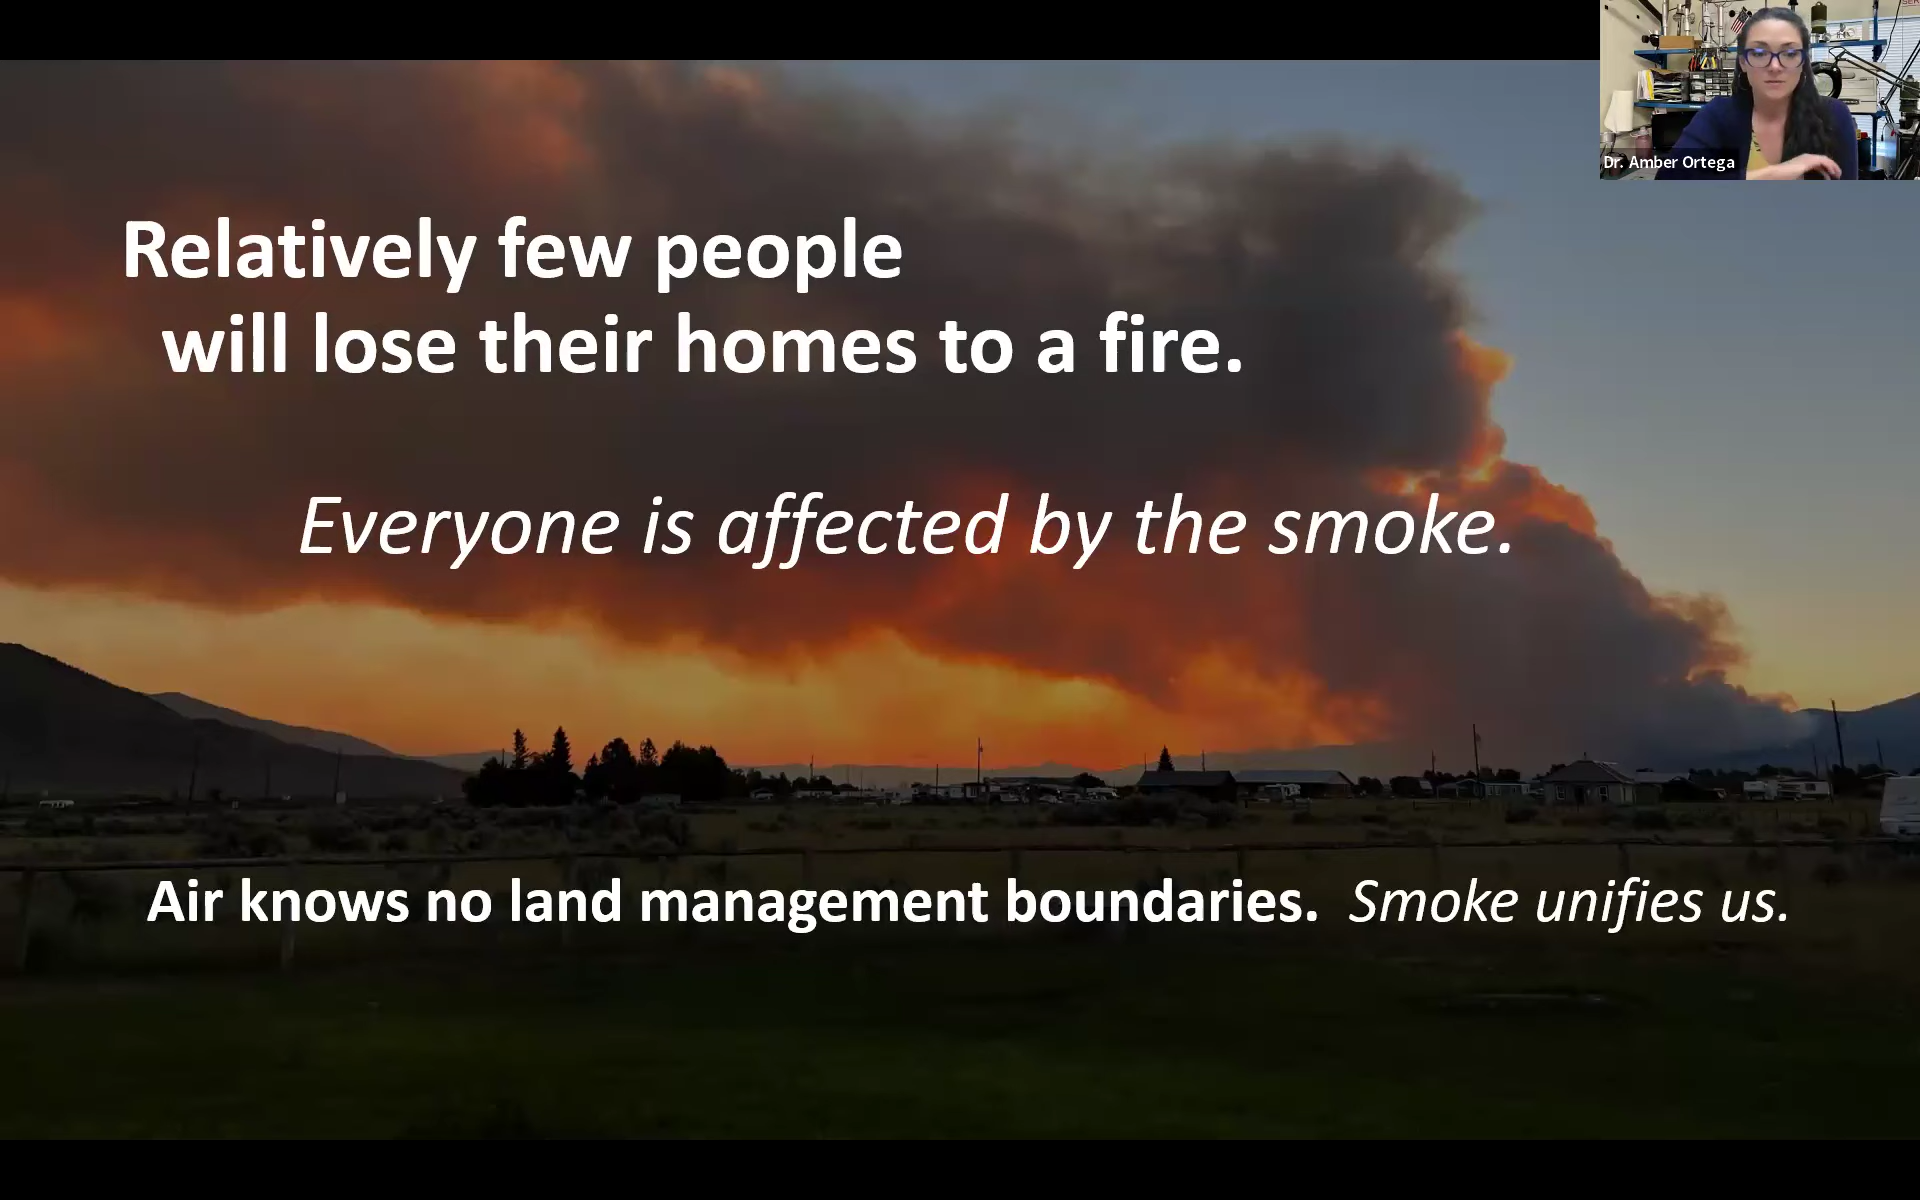 Dr. Amber Ortega
Relatively few people
will lose their homes to a fire.
Everyone is affected by the smoke.
Air knows no land management boundaries. Smoke unifies us.